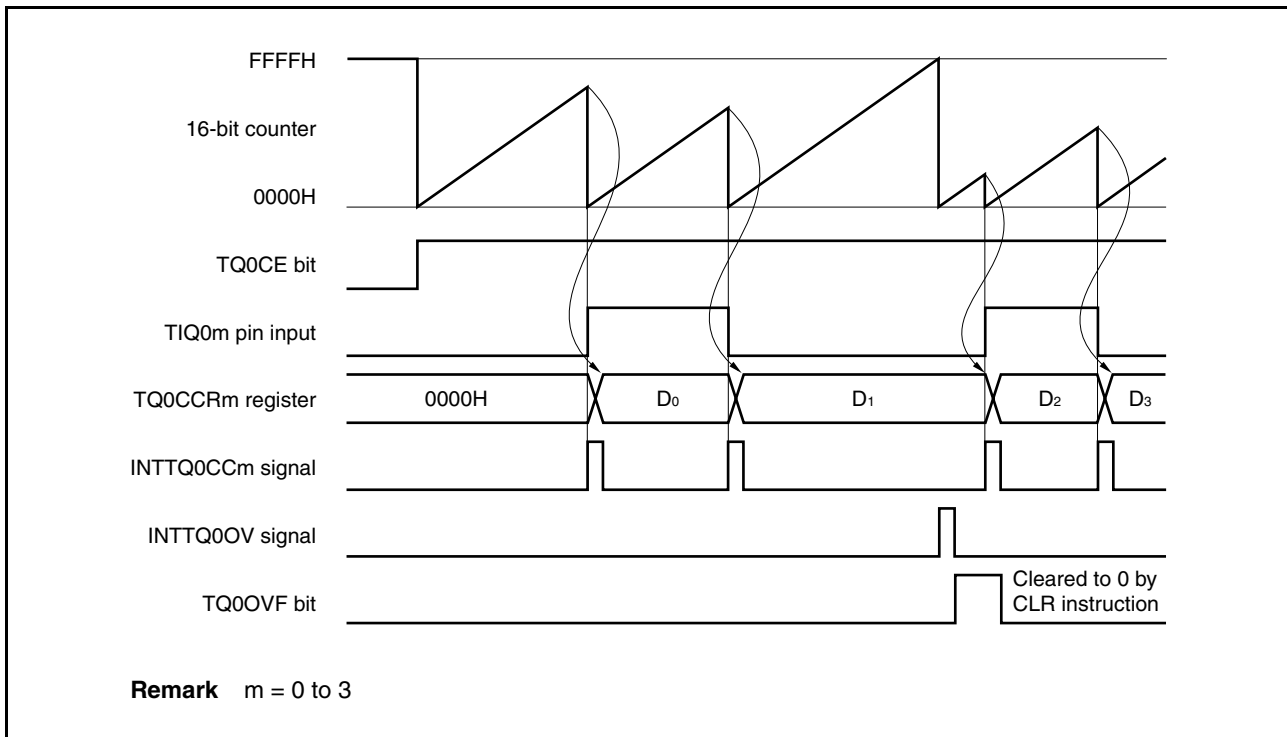 FFFFH
16-bit counter
0000H
TQ0CE bit
TIQ0m pin input
TQ0CCRm register 0000H D0 D1 D2 D3
INTTQ0CCm signal
INTTQ0OV signal
TQ0OVF bit
Cleared to 0 by
CLR instruction
Remark m = 0 to 3